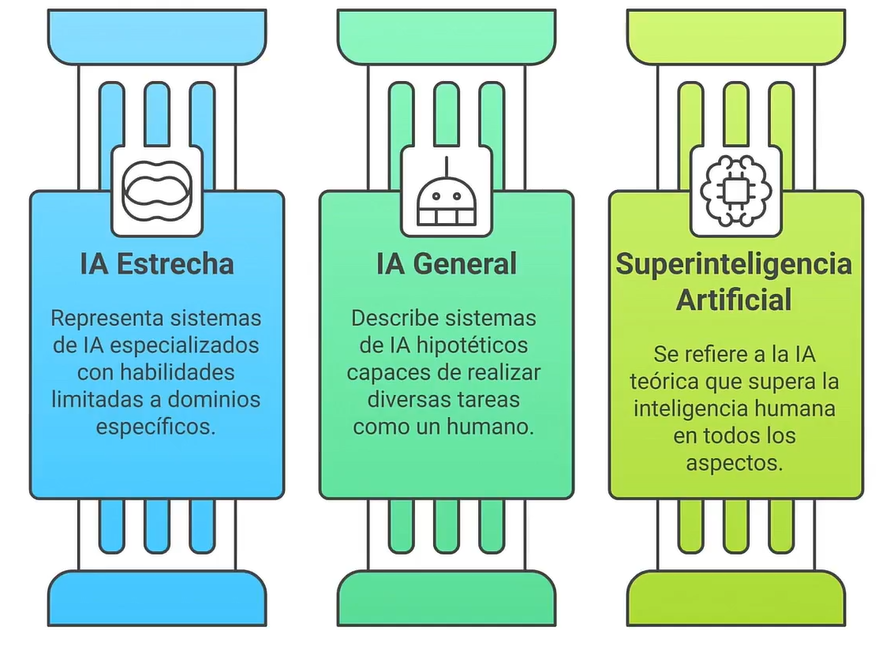 IA Estrecha
Representa sistemas
de IA especializados
con habilidades
limitadas a dominios
específicos.
IA General
Describe sistemas
de IA hipotéticos
capaces de realizar
diversas tareas
como un humano.
Superinteligencia
Artificial
Se refiere a la IA
teórica que supera la
inteligencia humana
en todos los
aspectos.